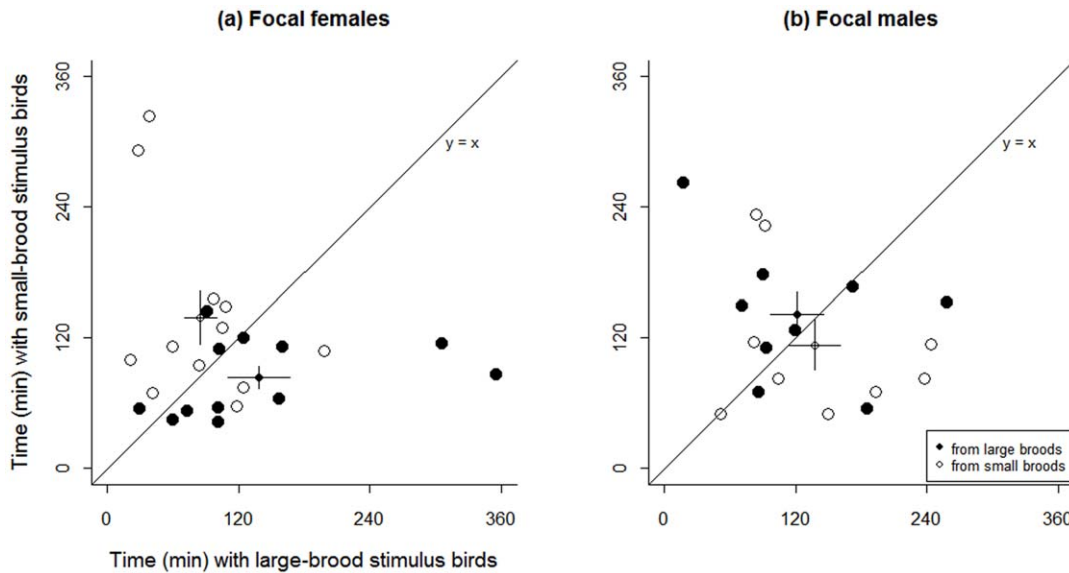 (a) Focal females
(b) Focal males
Time (min) with small-brood stimulus birds
360
240
120
0
y = x
0
120
240
360
360
240
120
0
y = x
from large broods
from small broods
0
120
240
360
Time (min) with large-brood stimulus birds